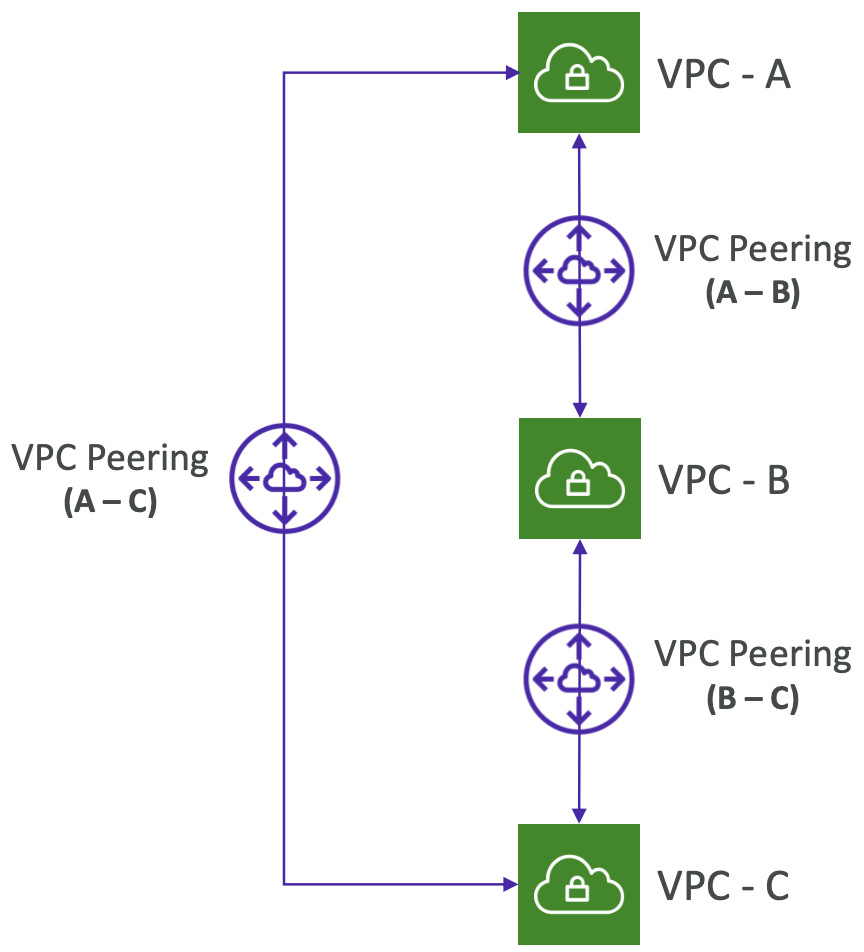 VPC - A
VPC Peering
(A – B)
VPC Peering
(A – C)
VPC - B
VPC Peering
(B – C)
VPC - C